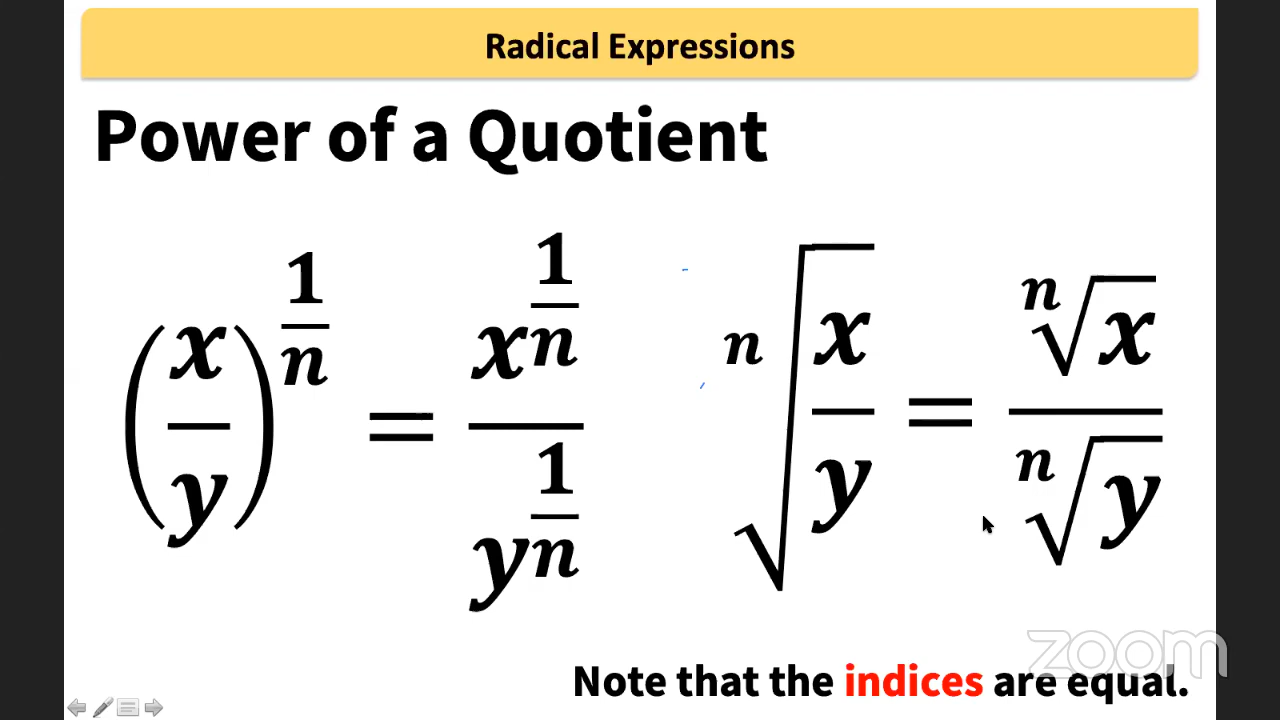 Radical Expressions
Power of a Quotient
(x/y)^(1/n) = x^(1/n)/y^(1/n)
ⁿ√(x/y) = ⁿ√x/ⁿ√y
zoom
Note that the indices are equal.